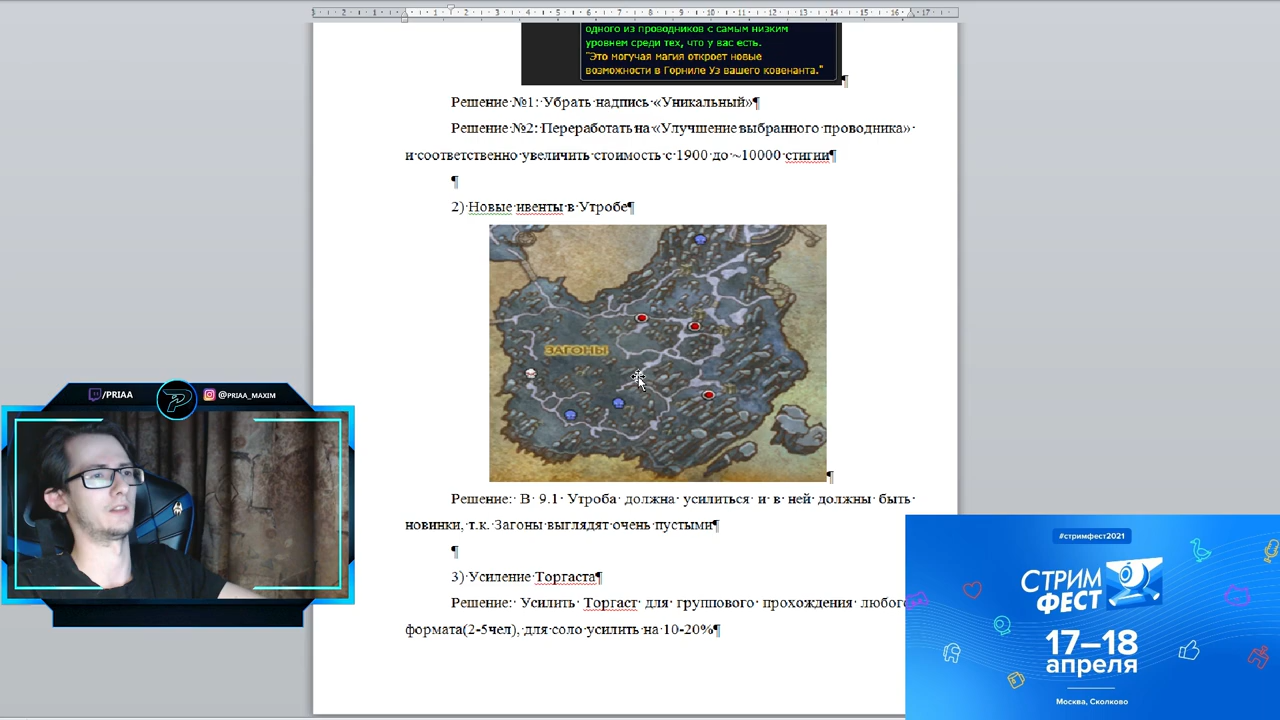 одного из проводников с самым низким
уровнем среди тех, что у вас есть.
"Это могучая магия откроет новые
возможности в Горниле Уз вашего ковенанта."
Решение №1: Убрать надпись «Уникальный»
Решение №2: Переработать на «Улучшение выбранного проводника»
и соответственно увеличить стоимость с 1900 до ~10000 стигии
2) Новые ивенты в Утробе
ЗАГОНЫ
Решение: В 9.1 Утроба должна усилиться и в ней должны быть
новинки, т.к. Загоны выглядят очень пустыми
3) Усиление Торгаста
Решение: Усилить Торгаст для группового прохождения любого
формата(2-5чел), для соло усилить на 10-20%
/PRIAA
@PRIAA_MAXIM
#стримфест2021
СТРИМ
ФЕСТ
17–18
апреля
Москва, Сколково